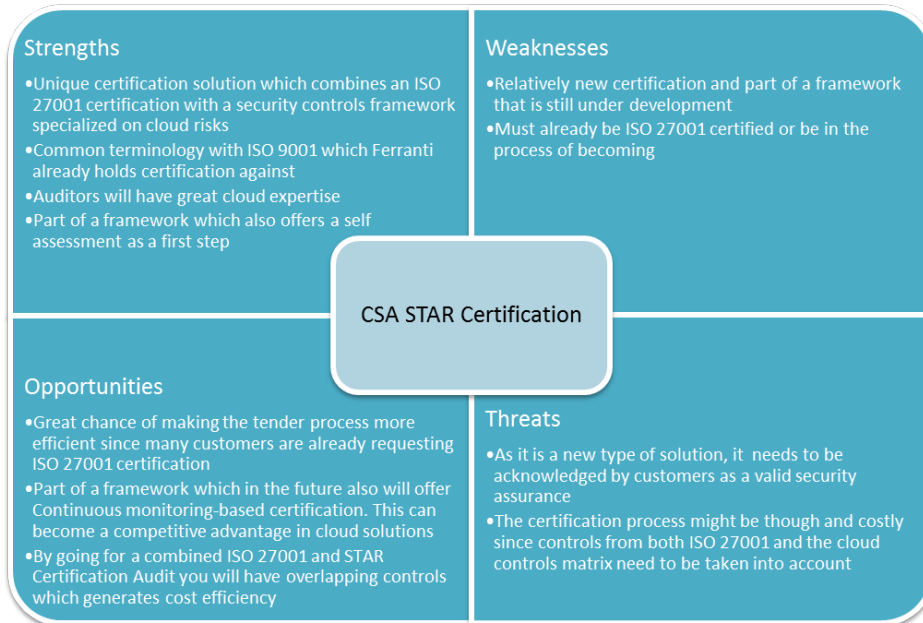 Strengths
•Unique certification solution which combines an ISO
27001 certification with a security controls framework
specialized on cloud risks
•Common terminology with ISO 9001 which Ferranti
already holds certification against
•Auditors will have great cloud expertise
•Part of a framework which also offers a self
assessment as a first step
Weaknesses
•Relatively new certification and part of a framework
that is still under development
•Must already be ISO 27001 certified or be in the
process of becoming
CSA STAR Certification
Opportunities
•Great chance of making the tender process more
efficient since many customers are already requesting
ISO 27001 certification
•Part of a framework which in the future also will offer
Continuous monitoring-based certification. This can
become a competitive advantage in cloud solutions
•By going for a combined ISO 27001 and STAR
Certification Audit you will have overlapping controls
which generates cost efficiency
Threats
•As it is a new type of solution, it  needs to be
acknowledged by customers as a valid security
assurance
•The certification process might be though and costly
since controls from both ISO 27001 and the cloud
controls matrix need to be taken into account